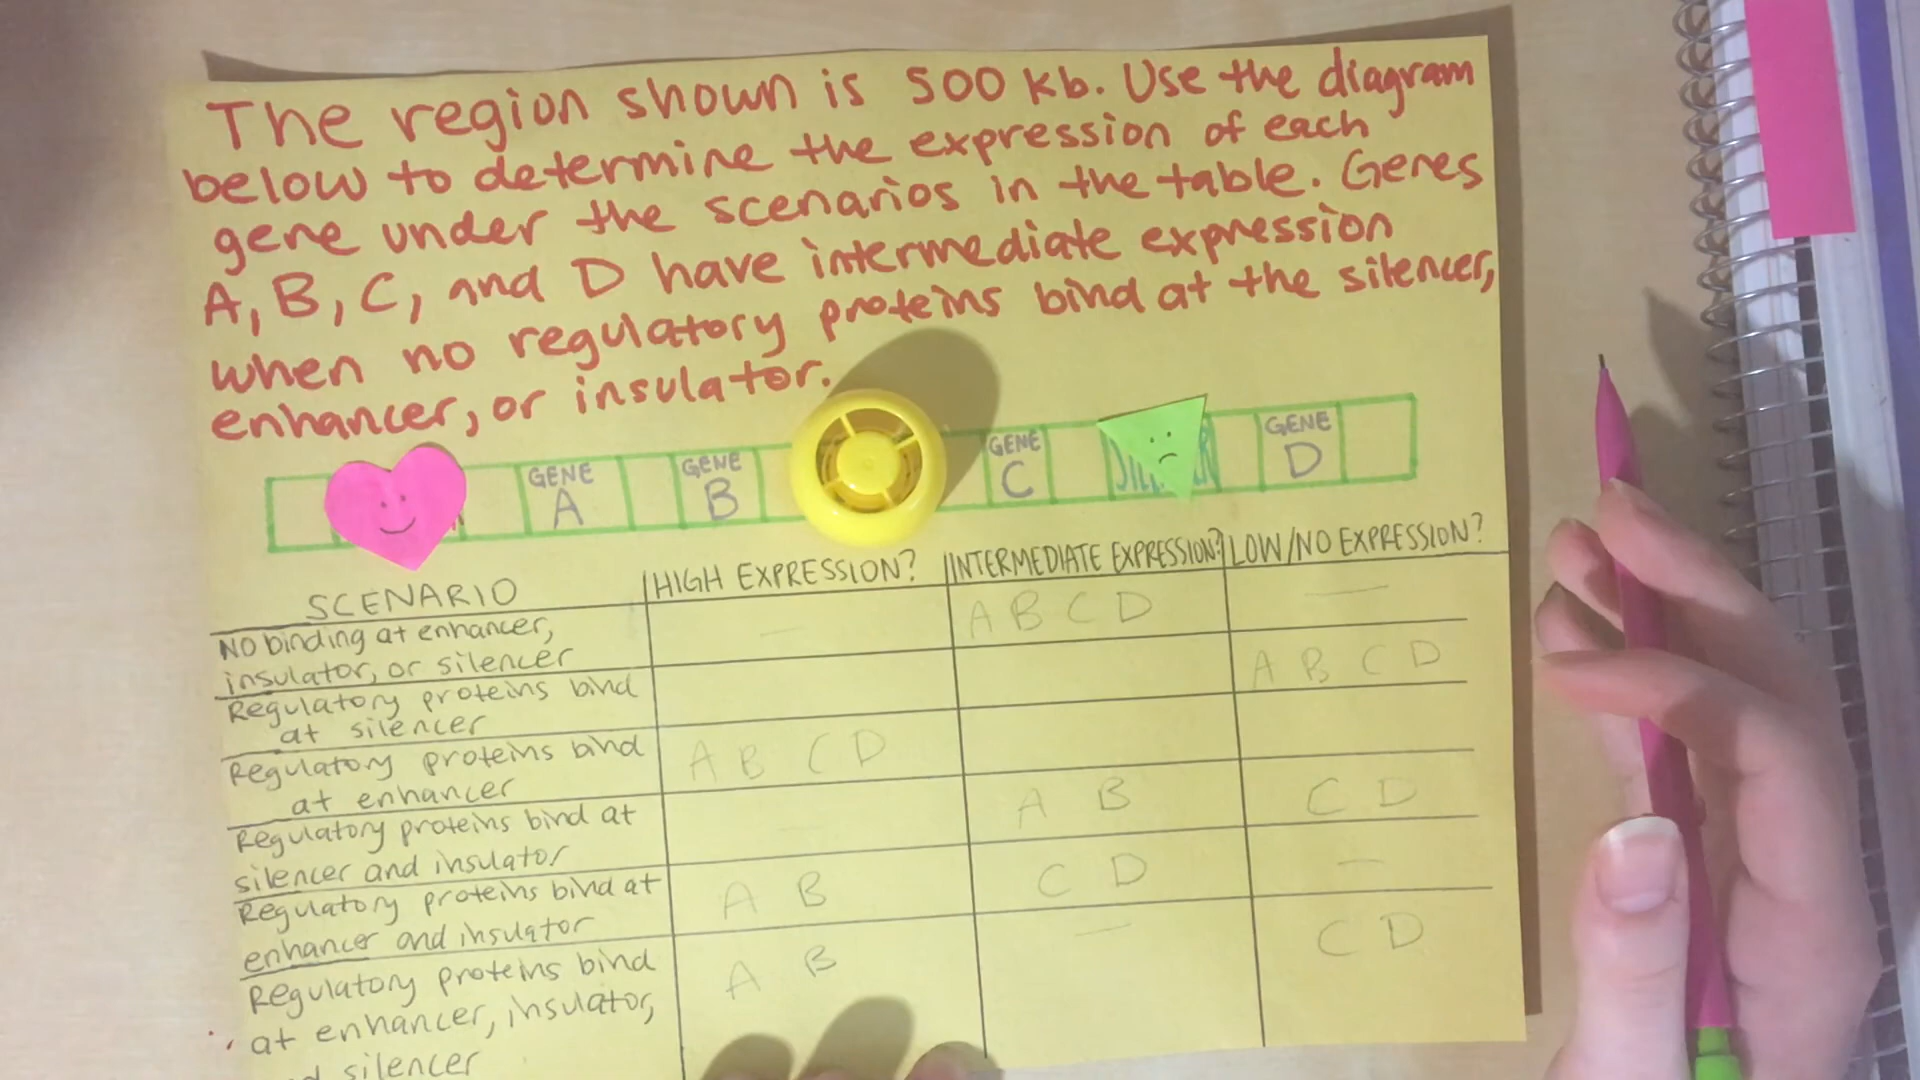 The region shown is 500 kb. Use the diagram
below to determine the expression of each
gene under the scenarios in the table. Genes
A, B, C, and D have intermediate expression
when no regulatory proteins bind at the silencer,
enhancer, or insulator.
GENE A GENE B GENE C GENE D
SCENARIO HIGH EXPRESSION? INTERMEDIATE EXPRESSION? LOW/NO EXPRESSION?
NO binding at enhancer,
insulator, or silencer — A B C D —
Regulatory proteins bind
at silencer A B C D
Regulatory proteins bind
at enhancer A B C D
Regulatory proteins bind at
silencer and insulator — A B C D
Regulatory proteins bind at
enhancer and insulator A B C D —
Regulatory proteins bind
at enhancer, insulator,
silencer A B — C D